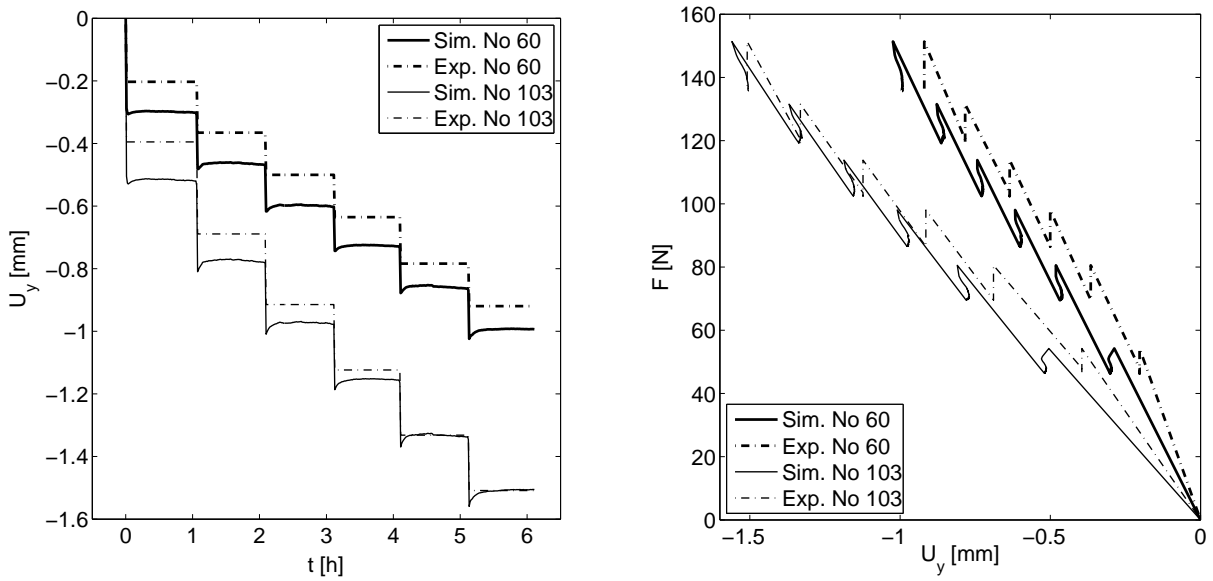 0
−0.2
−0.4
−0.6
−0.8
−1
−1.2
−1.4
−1.6
U_y [mm]
0 1 2 3 4 5 6
t [h]
Sim. No 60
Exp. No 60
Sim. No 103
Exp. No 103
160
140
120
100
80
60
40
20
0
F [N]
−1.5 −1 −0.5 0
U_y [mm]
Sim. No 60
Exp. No 60
Sim. No 103
Exp. No 103